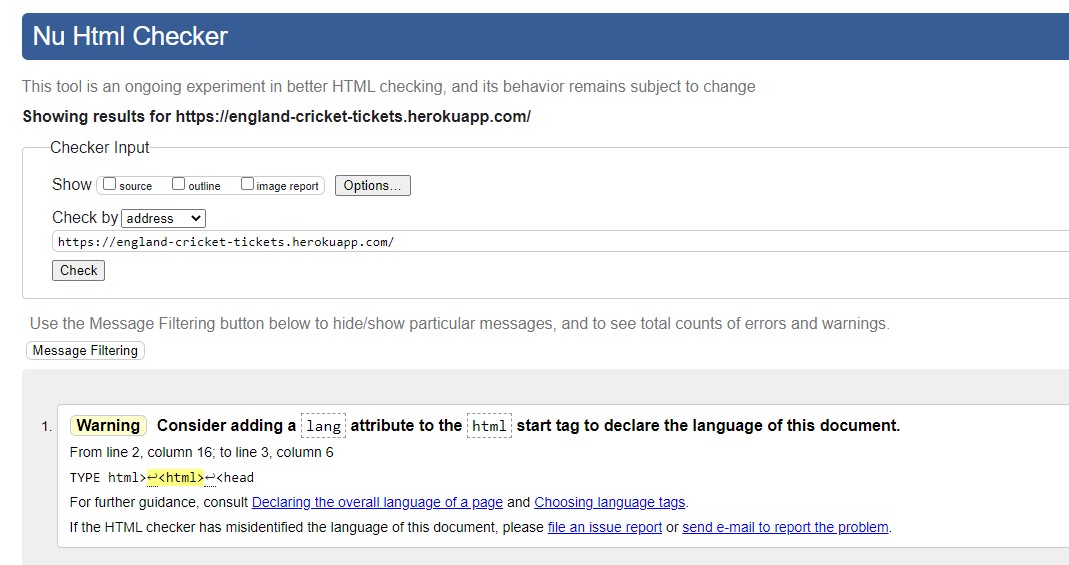 Nu Html Checker
This tool is an ongoing experiment in better HTML checking, and its behavior remains subject to change
Showing results for https://england-cricket-tickets.herokuapp.com/
Checker Input
Show source outline image report Options...
Check by address
https://england-cricket-tickets.herokuapp.com/
Check
Use the Message Filtering button below to hide/show particular messages, and to see total counts of errors and warnings.
Message Filtering
1. Warning Consider adding a lang attribute to the html start tag to declare the language of this document.
From line 2, column 16; to line 3, column 6
TYPE html>↩<html>↩<head
For further guidance, consult Declaring the overall language of a page and Choosing language tags.
If the HTML checker has misidentified the language of this document, please file an issue report or send e-mail to report the problem.